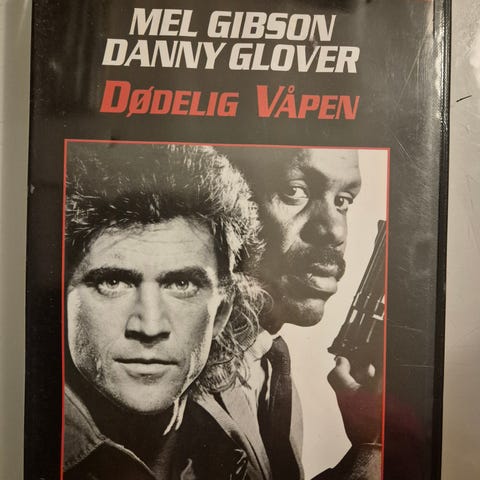 MEL GIBSON
DANNY GLOVER
DØDELIG VÅPEN